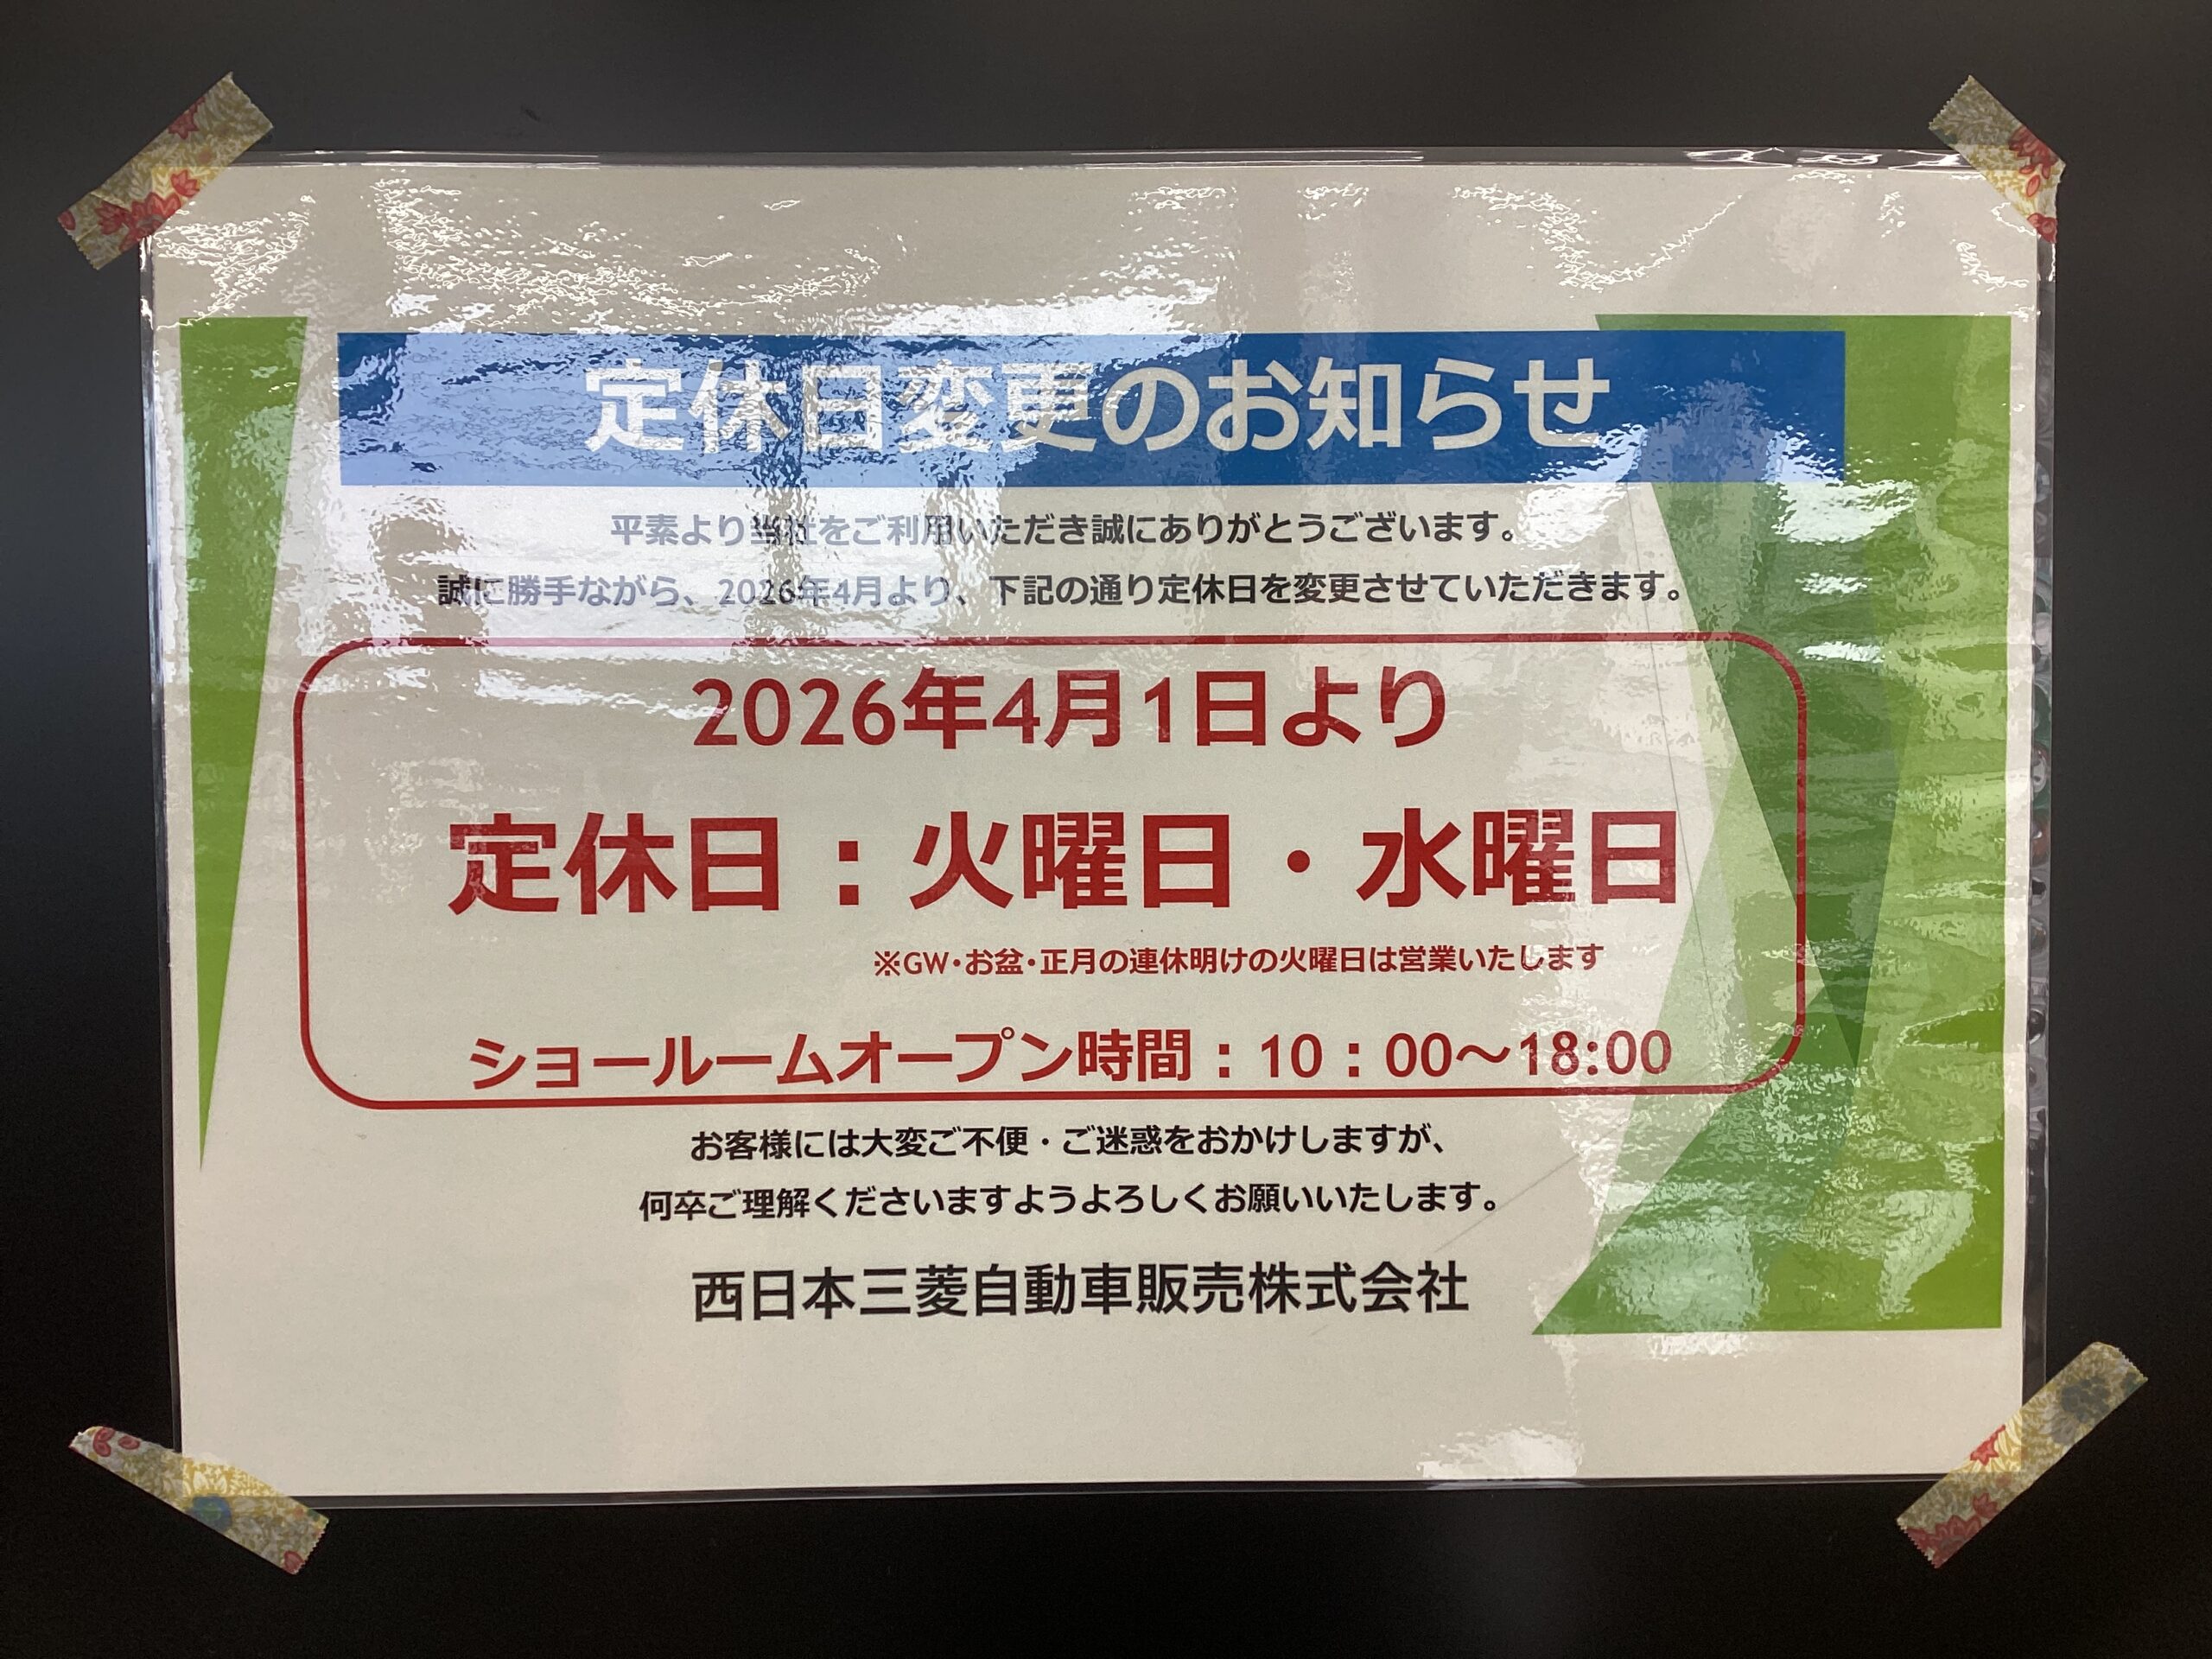 定休日変更のお知らせ
平素より当社をご利用いただき誠にありがとうございます。
誠に勝手ながら、2026年4月より、下記の通り定休日を変更させていただきます。
2026年4月1日より
定休日：火曜日・水曜日
※GW・お盆・正月の連休明けの火曜日は営業いたします
ショールームオープン時間：10：00～18:00
お客様には大変ご不便・ご迷惑をおかけしますが、
何卒ご理解くださいますようよろしくお願いいたします。
西日本三菱自動車販売株式会社